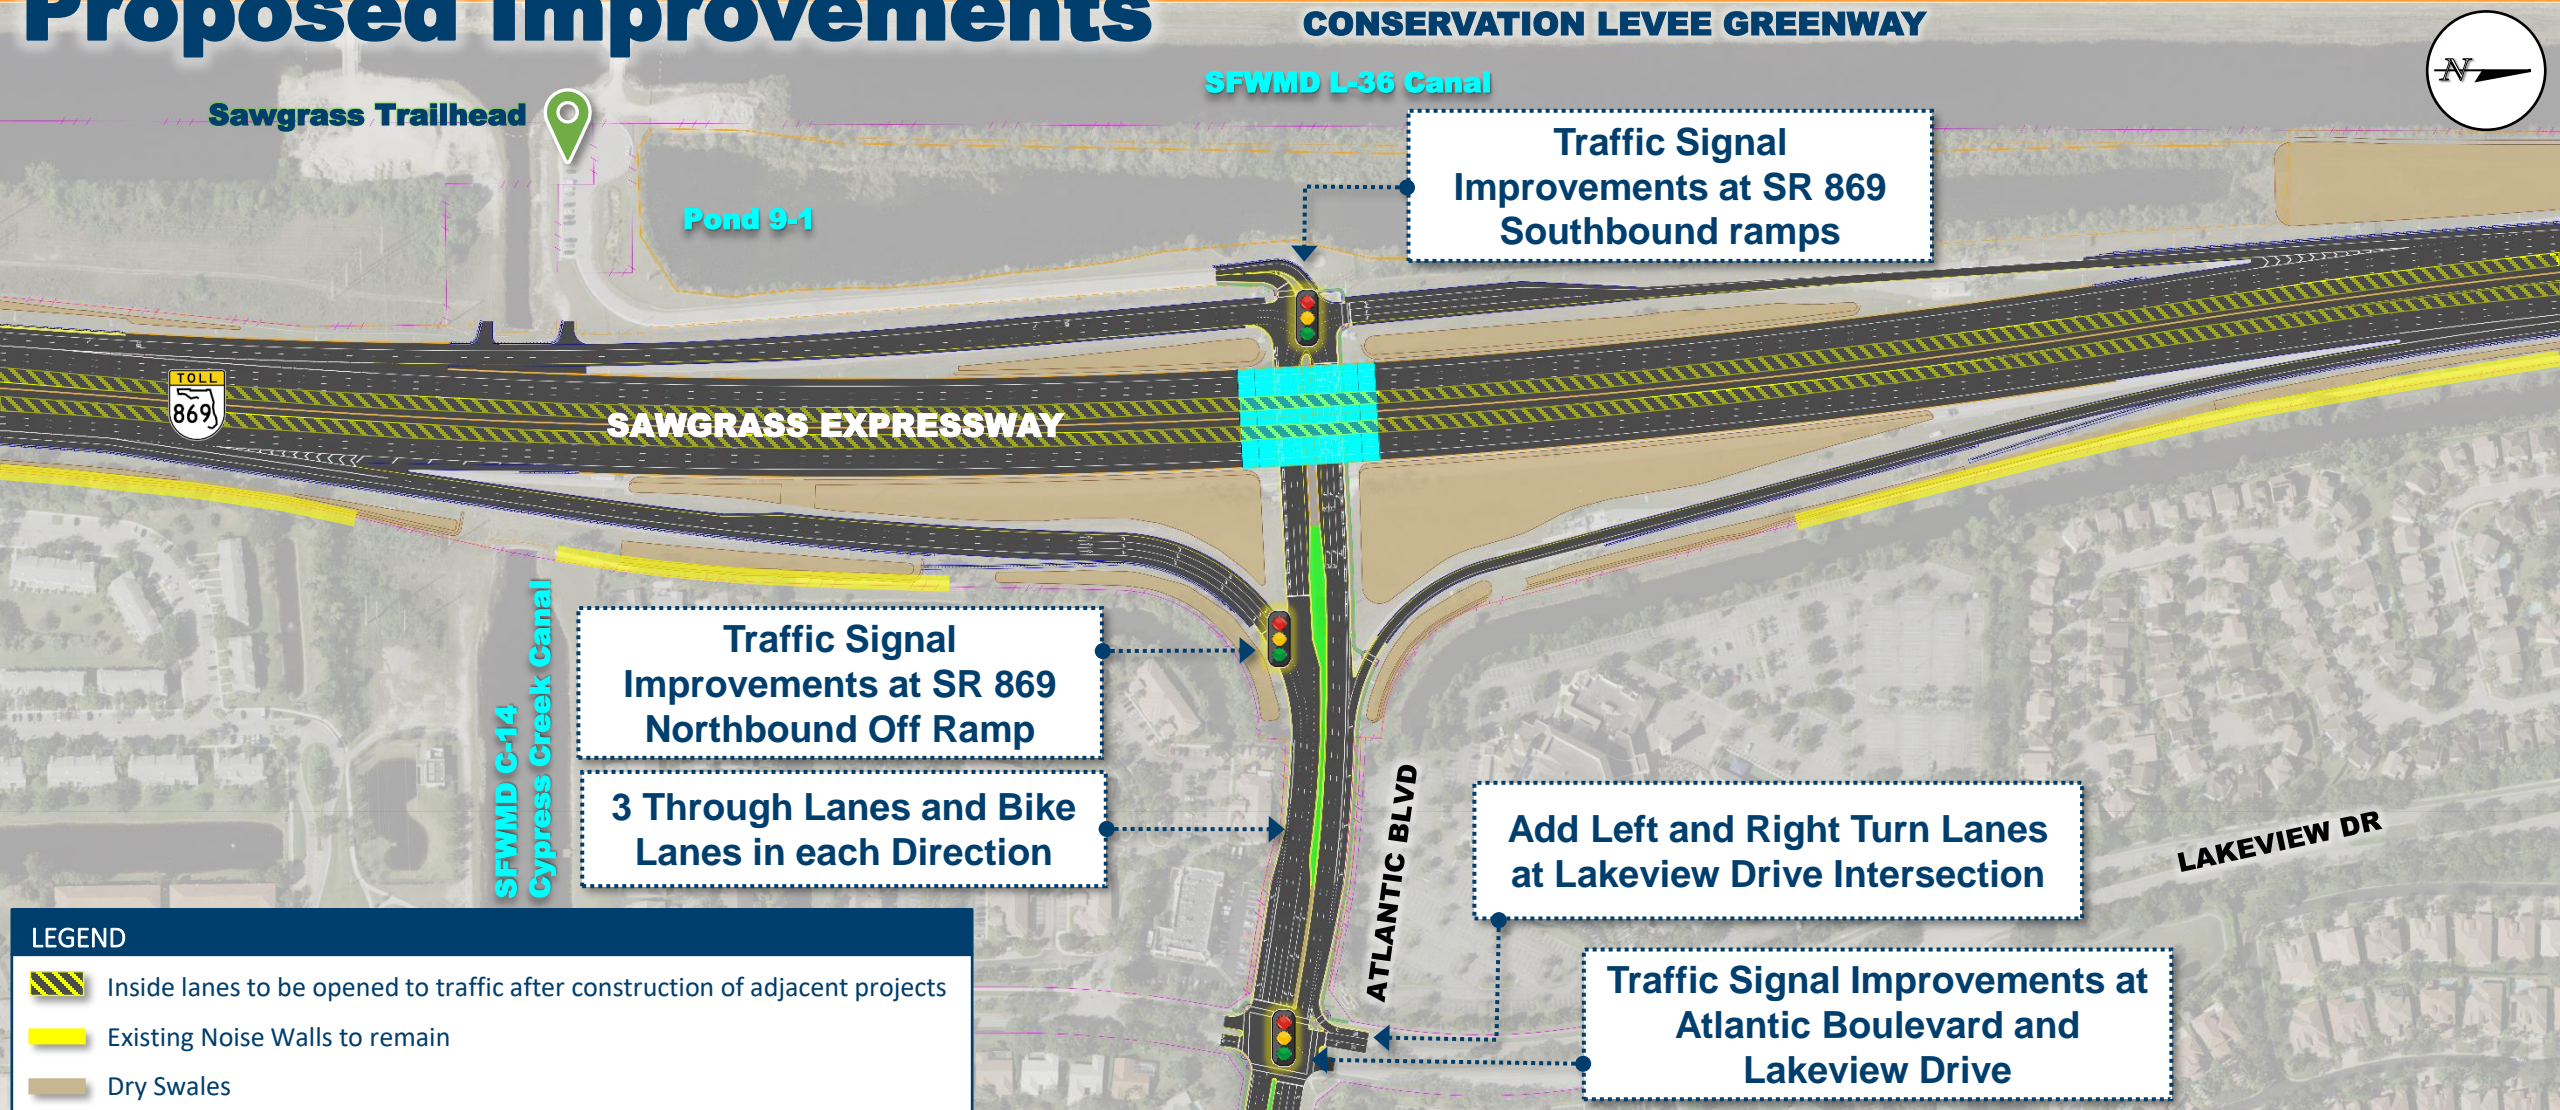 Proposed Improvements
CONSERVATION LEVEE GREENWAY
N
SFWMD L-36 Canal
Sawgrass Trailhead
Traffic Signal
Improvements at SR 869
Southbound ramps
Pond 9-1
TOLL
869
SAWGRASS EXPRESSWAY
SFWMD C-14
Cypress Creek Canal
Traffic Signal
Improvements at SR 869
Northbound Off Ramp
3 Through Lanes and Bike
Lanes in each Direction
ATLANTIC BLVD
Add Left and Right Turn Lanes
at Lakeview Drive Intersection
LAKEVIEW DR
Traffic Signal Improvements at
Atlantic Boulevard and
Lakeview Drive
LEGEND
Inside lanes to be opened to traffic after construction of adjacent projects
Existing Noise Walls to remain
Dry Swales